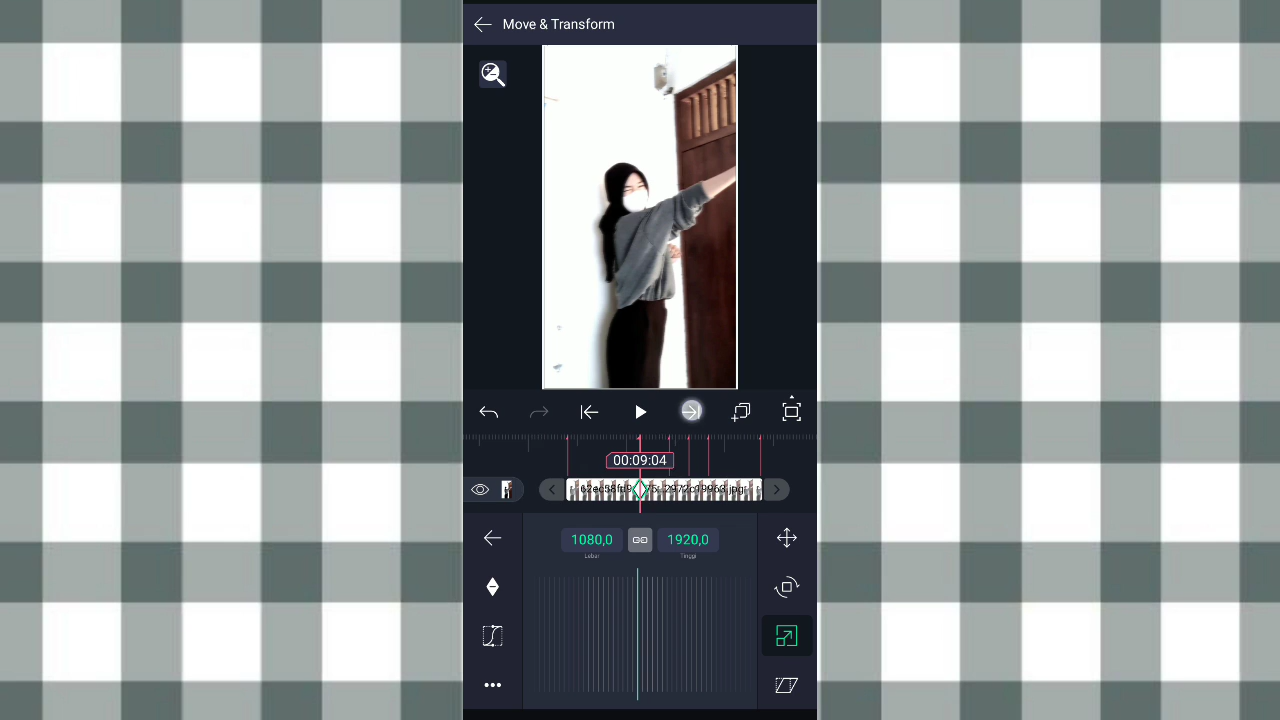 Move & Transform
00:09:04
1080,0
1920,0
Lebar
Tinggi